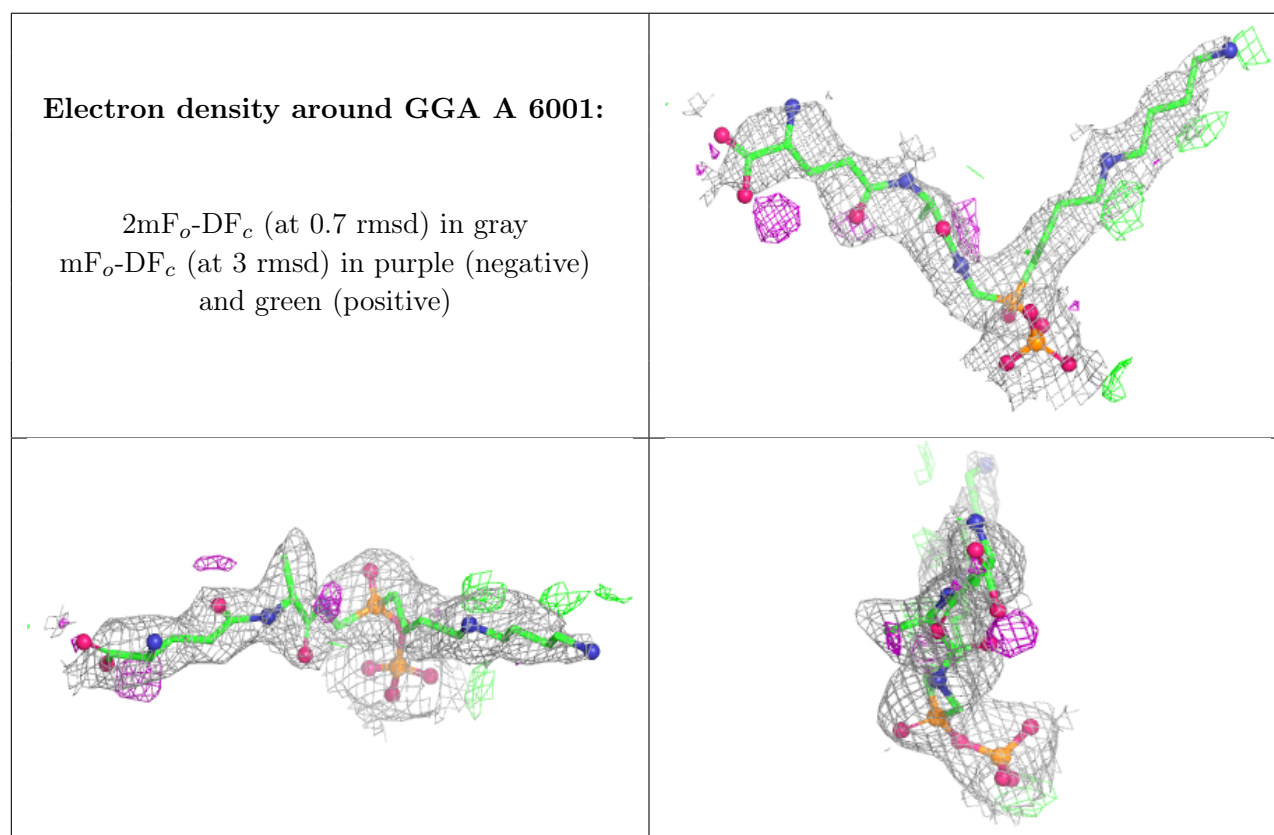 Electron density around GGA A 6001:
2mFo-DFc (at 0.7 rmsd) in gray
mFo-DFc (at 3 rmsd) in purple (negative)
and green (positive)